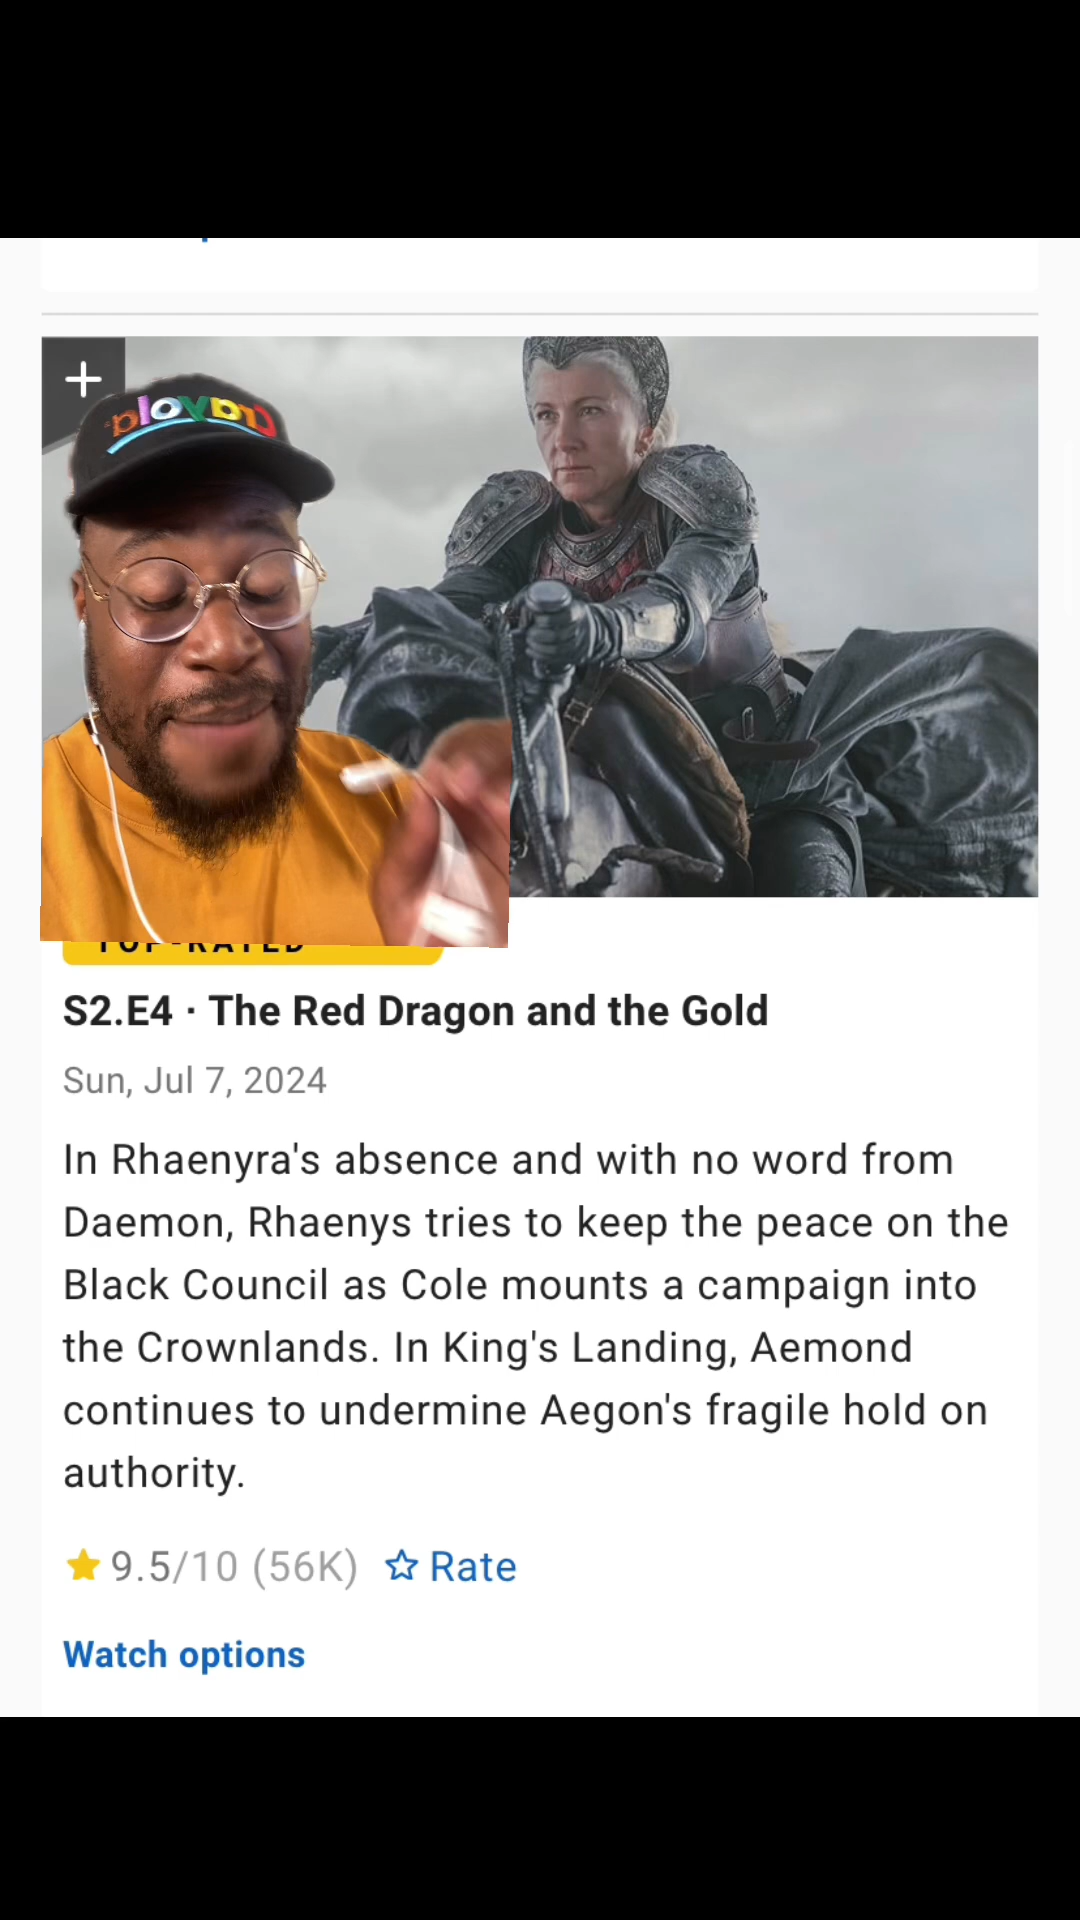 Crayola
TOP-RATED
S2.E4 · The Red Dragon and the Gold
Sun, Jul 7, 2024
In Rhaenyra's absence and with no word from
Daemon, Rhaenys tries to keep the peace on the
Black Council as Cole mounts a campaign into
the Crownlands. In King's Landing, Aemond
continues to undermine Aegon's fragile hold on
authority.
9.5/10 (56K) Rate
Watch options